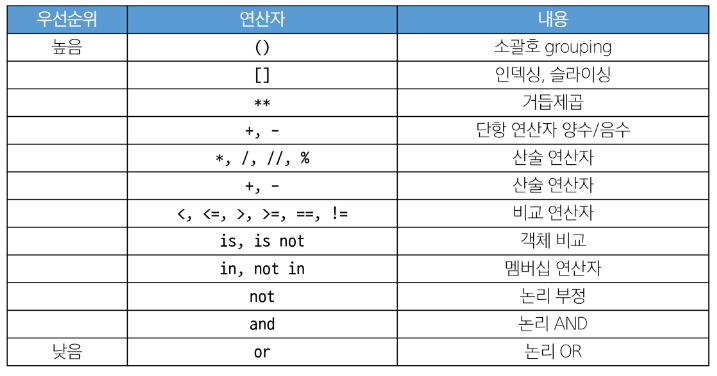 우선순위 연산자 내용
높음 () 소괄호 grouping
[] 인덱싱, 슬라이싱
** 거듭제곱
+, - 단항 연산자 양수/음수
*, /, //, % 산술 연산자
+, - 산술 연산자
<, <=, >, >=, ==, != 비교 연산자
is, is not 객체 비교
in, not in 멤버십 연산자
not 논리 부정
and 논리 AND
낮음 or 논리 OR